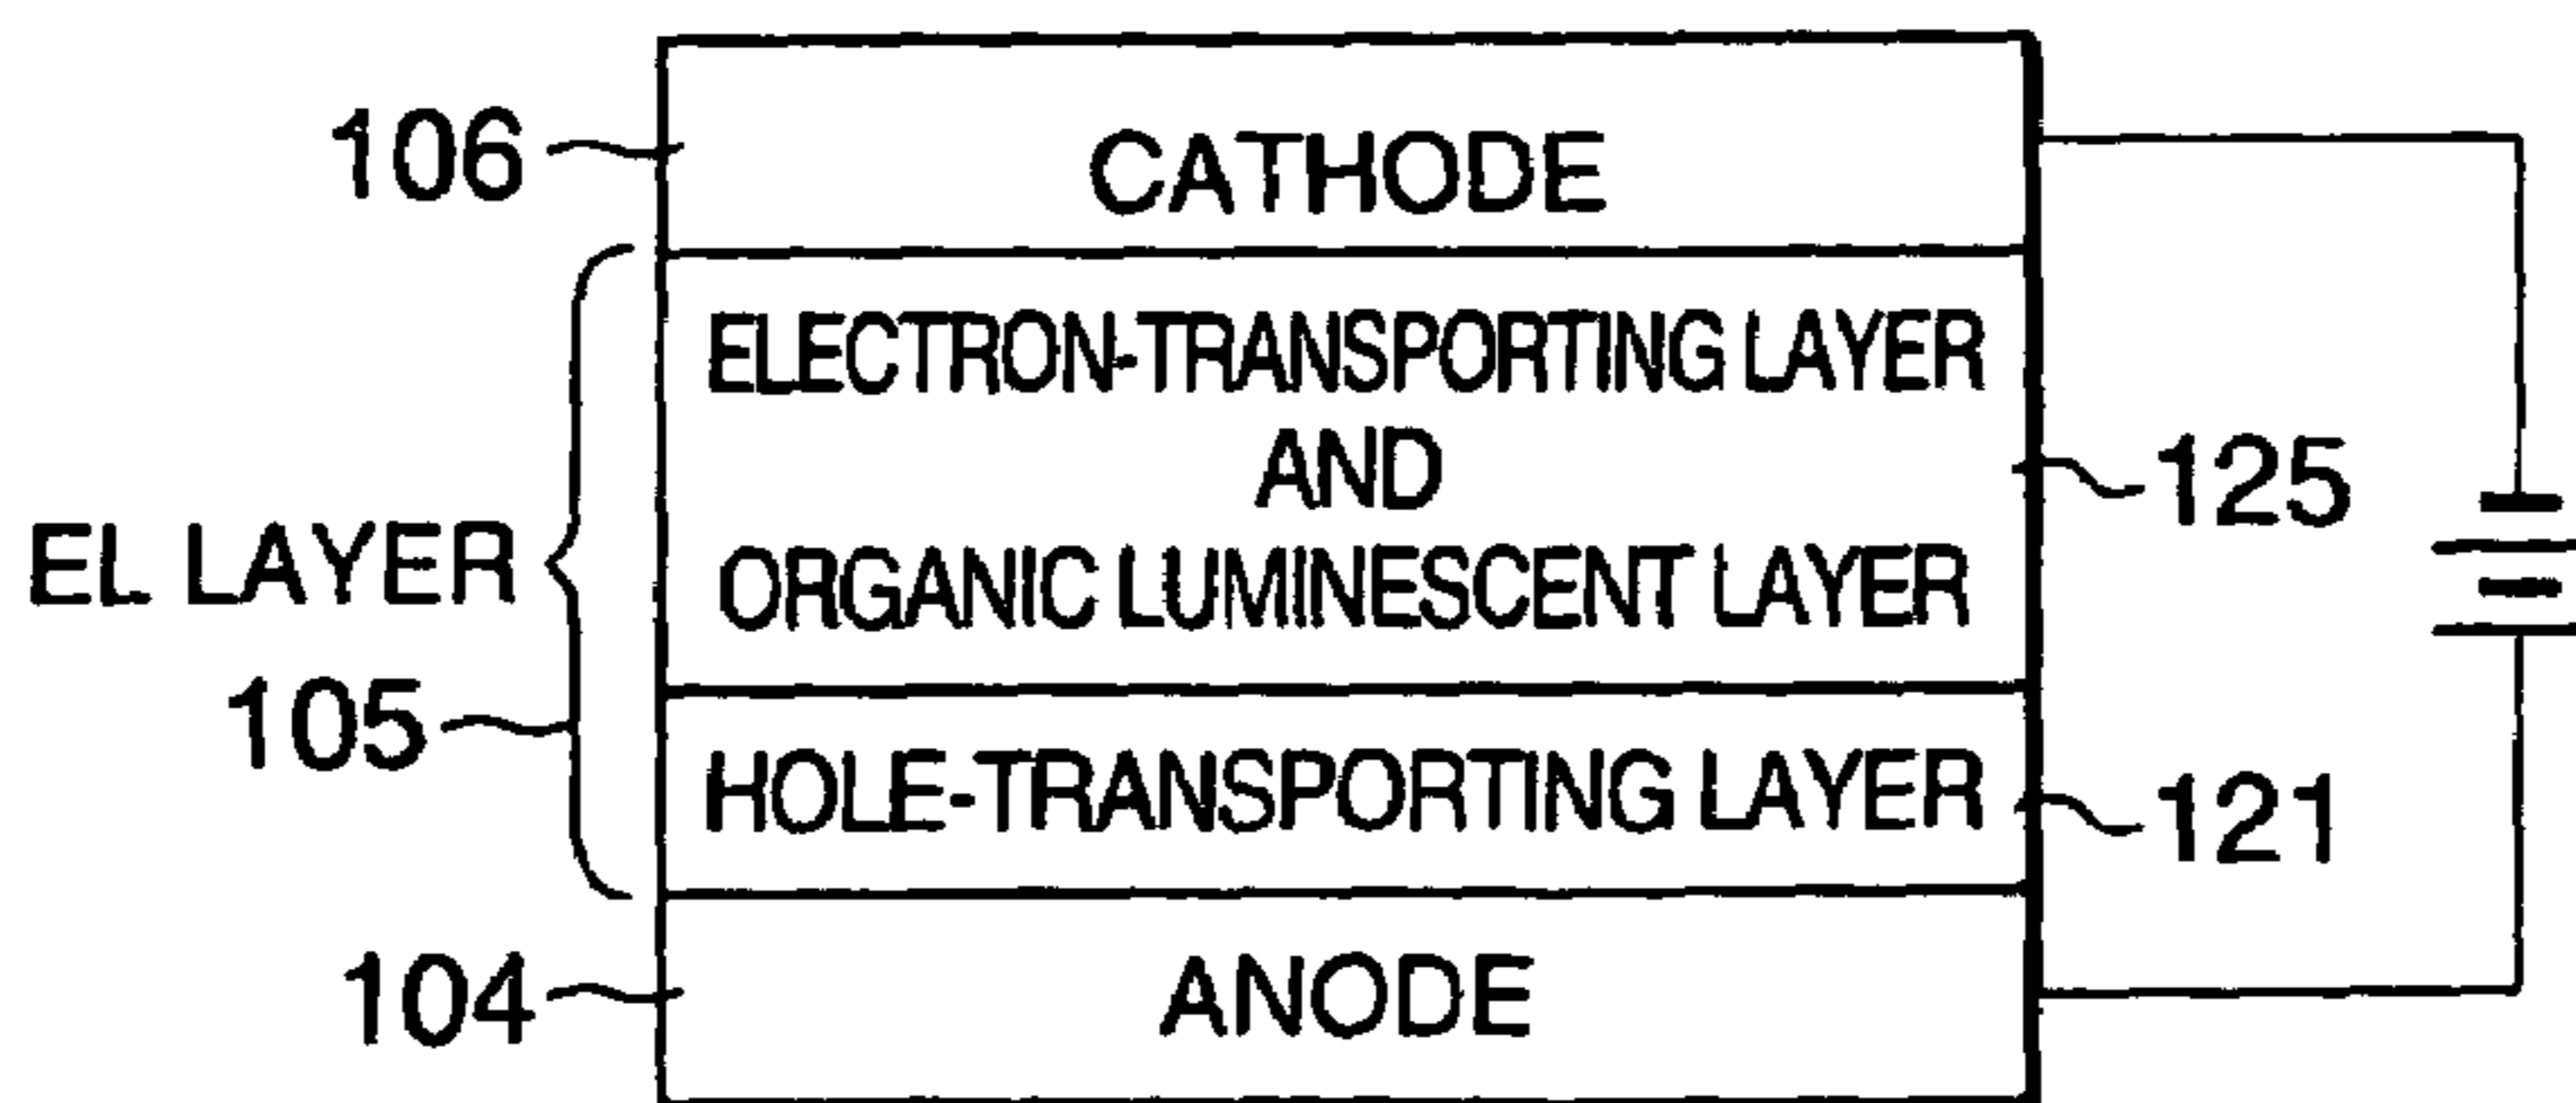 106
CATHODE
ELECTRON-TRANSPORTING LAYER
AND
125
EL LAYER
ORGANIC LUMINESCENT LAYER
105
HOLE-TRANSPORTING LAYER
121
104
ANODE